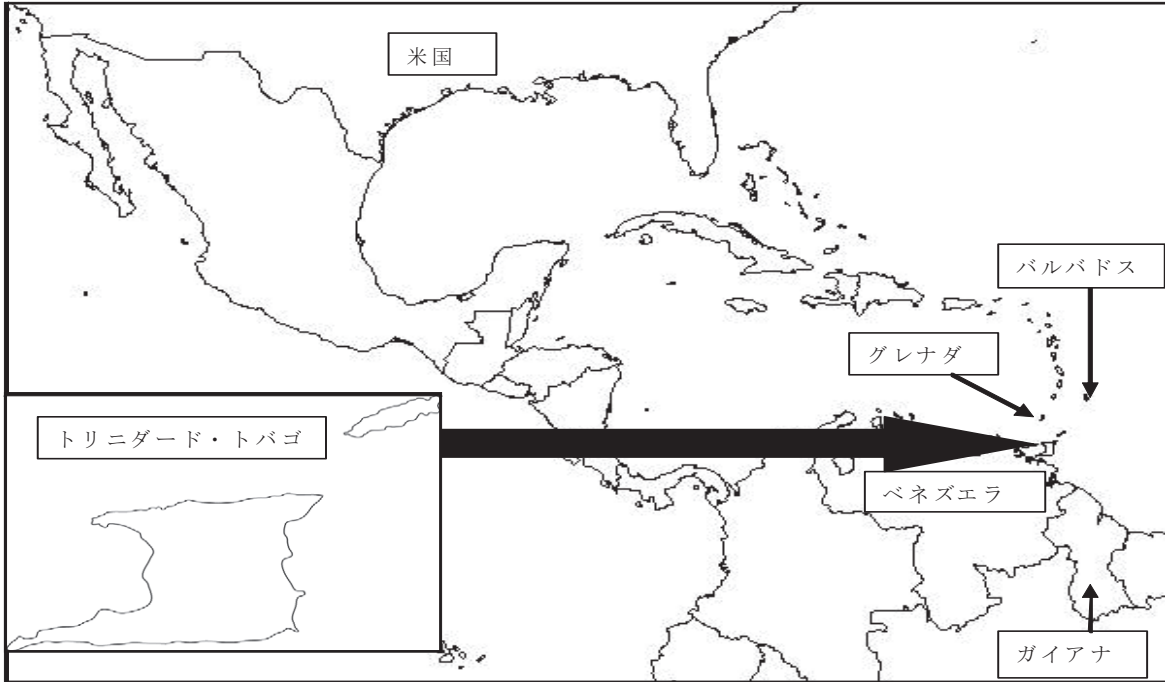 米国
バルバドス
グレナダ
トリニダード・トバゴ
ベネズエラ
ガイアナ